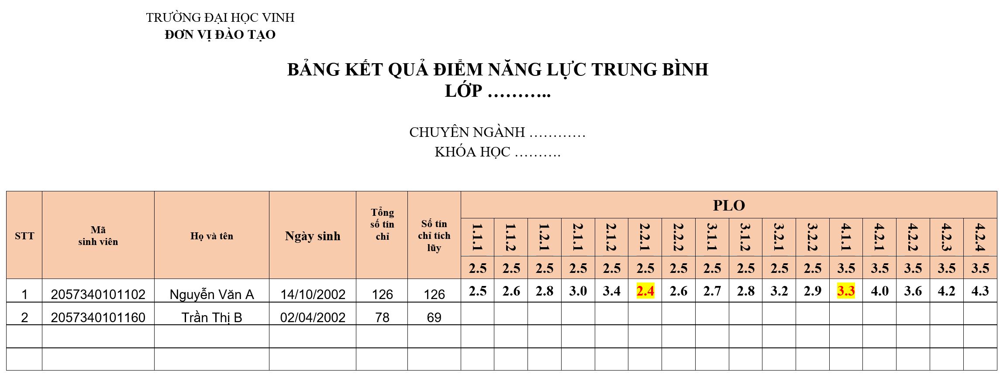 TRƯỜNG ĐẠI HỌC VINH
ĐƠN VỊ ĐÀO TẠO
BẢNG KẾT QUẢ ĐIỂM NĂNG LỰC TRUNG BÌNH
LỚP ………..
CHUYÊN NGÀNH …………
KHÓA HỌC ……….
STT
Mã
sinh viên
Họ và tên
Ngày sinh
Tổng
số tín
chỉ
Số tín
chỉ tích
lũy
PLO
1.1.1 1.1.2 1.2.1 2.1.1 2.1.2 2.2.1 2.2.2 3.1.1 3.1.2 3.2.1 3.2.2 4.1.1 4.2.1 4.2.2 4.2.3 4.2.4
2.5 2.5 2.5 2.5 2.5 2.5 2.5 2.5 2.5 2.5 2.5 3.5 3.5 3.5 3.5 3.5
1 2057340101102 Nguyễn Văn A 14/10/2002 126 126 2.5 2.6 2.8 3.0 3.4 2.4 2.6 2.7 2.8 3.2 2.9 3.3 4.0 3.6 4.2 4.3
2 2057340101160 Trần Thị B 02/04/2002 78 69